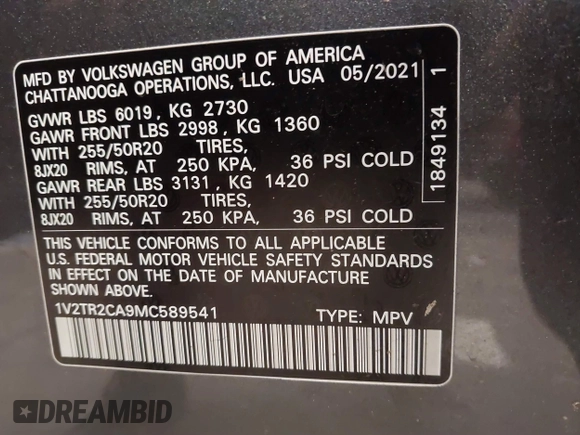 MFD BY VOLKSWAGEN GROUP OF AMERICA
CHATTANOOGA OPERATIONS, LLC. USA 05/2021
GVWR LBS 6019, KG 2730
GAWR FRONT LBS 2998, KG 1360
WITH 255/50R20 TIRES,
8JX20 RIMS, AT 250 KPA, 36 PSI COLD
GAWR REAR LBS 3131, KG 1420
WITH 255/50R20 TIRES,
8JX20 RIMS, AT 250 KPA, 36 PSI COLD
THIS VEHICLE CONFORMS TO ALL APPLICABLE
U.S. FEDERAL MOTOR VEHICLE SAFETY STANDARDS
IN EFFECT ON THE DATE OF MANUFACTURE
SHOWN ABOVE.
1V2TR2CA9MC589541 TYPE: MPV
1849134 1
DREAMBID